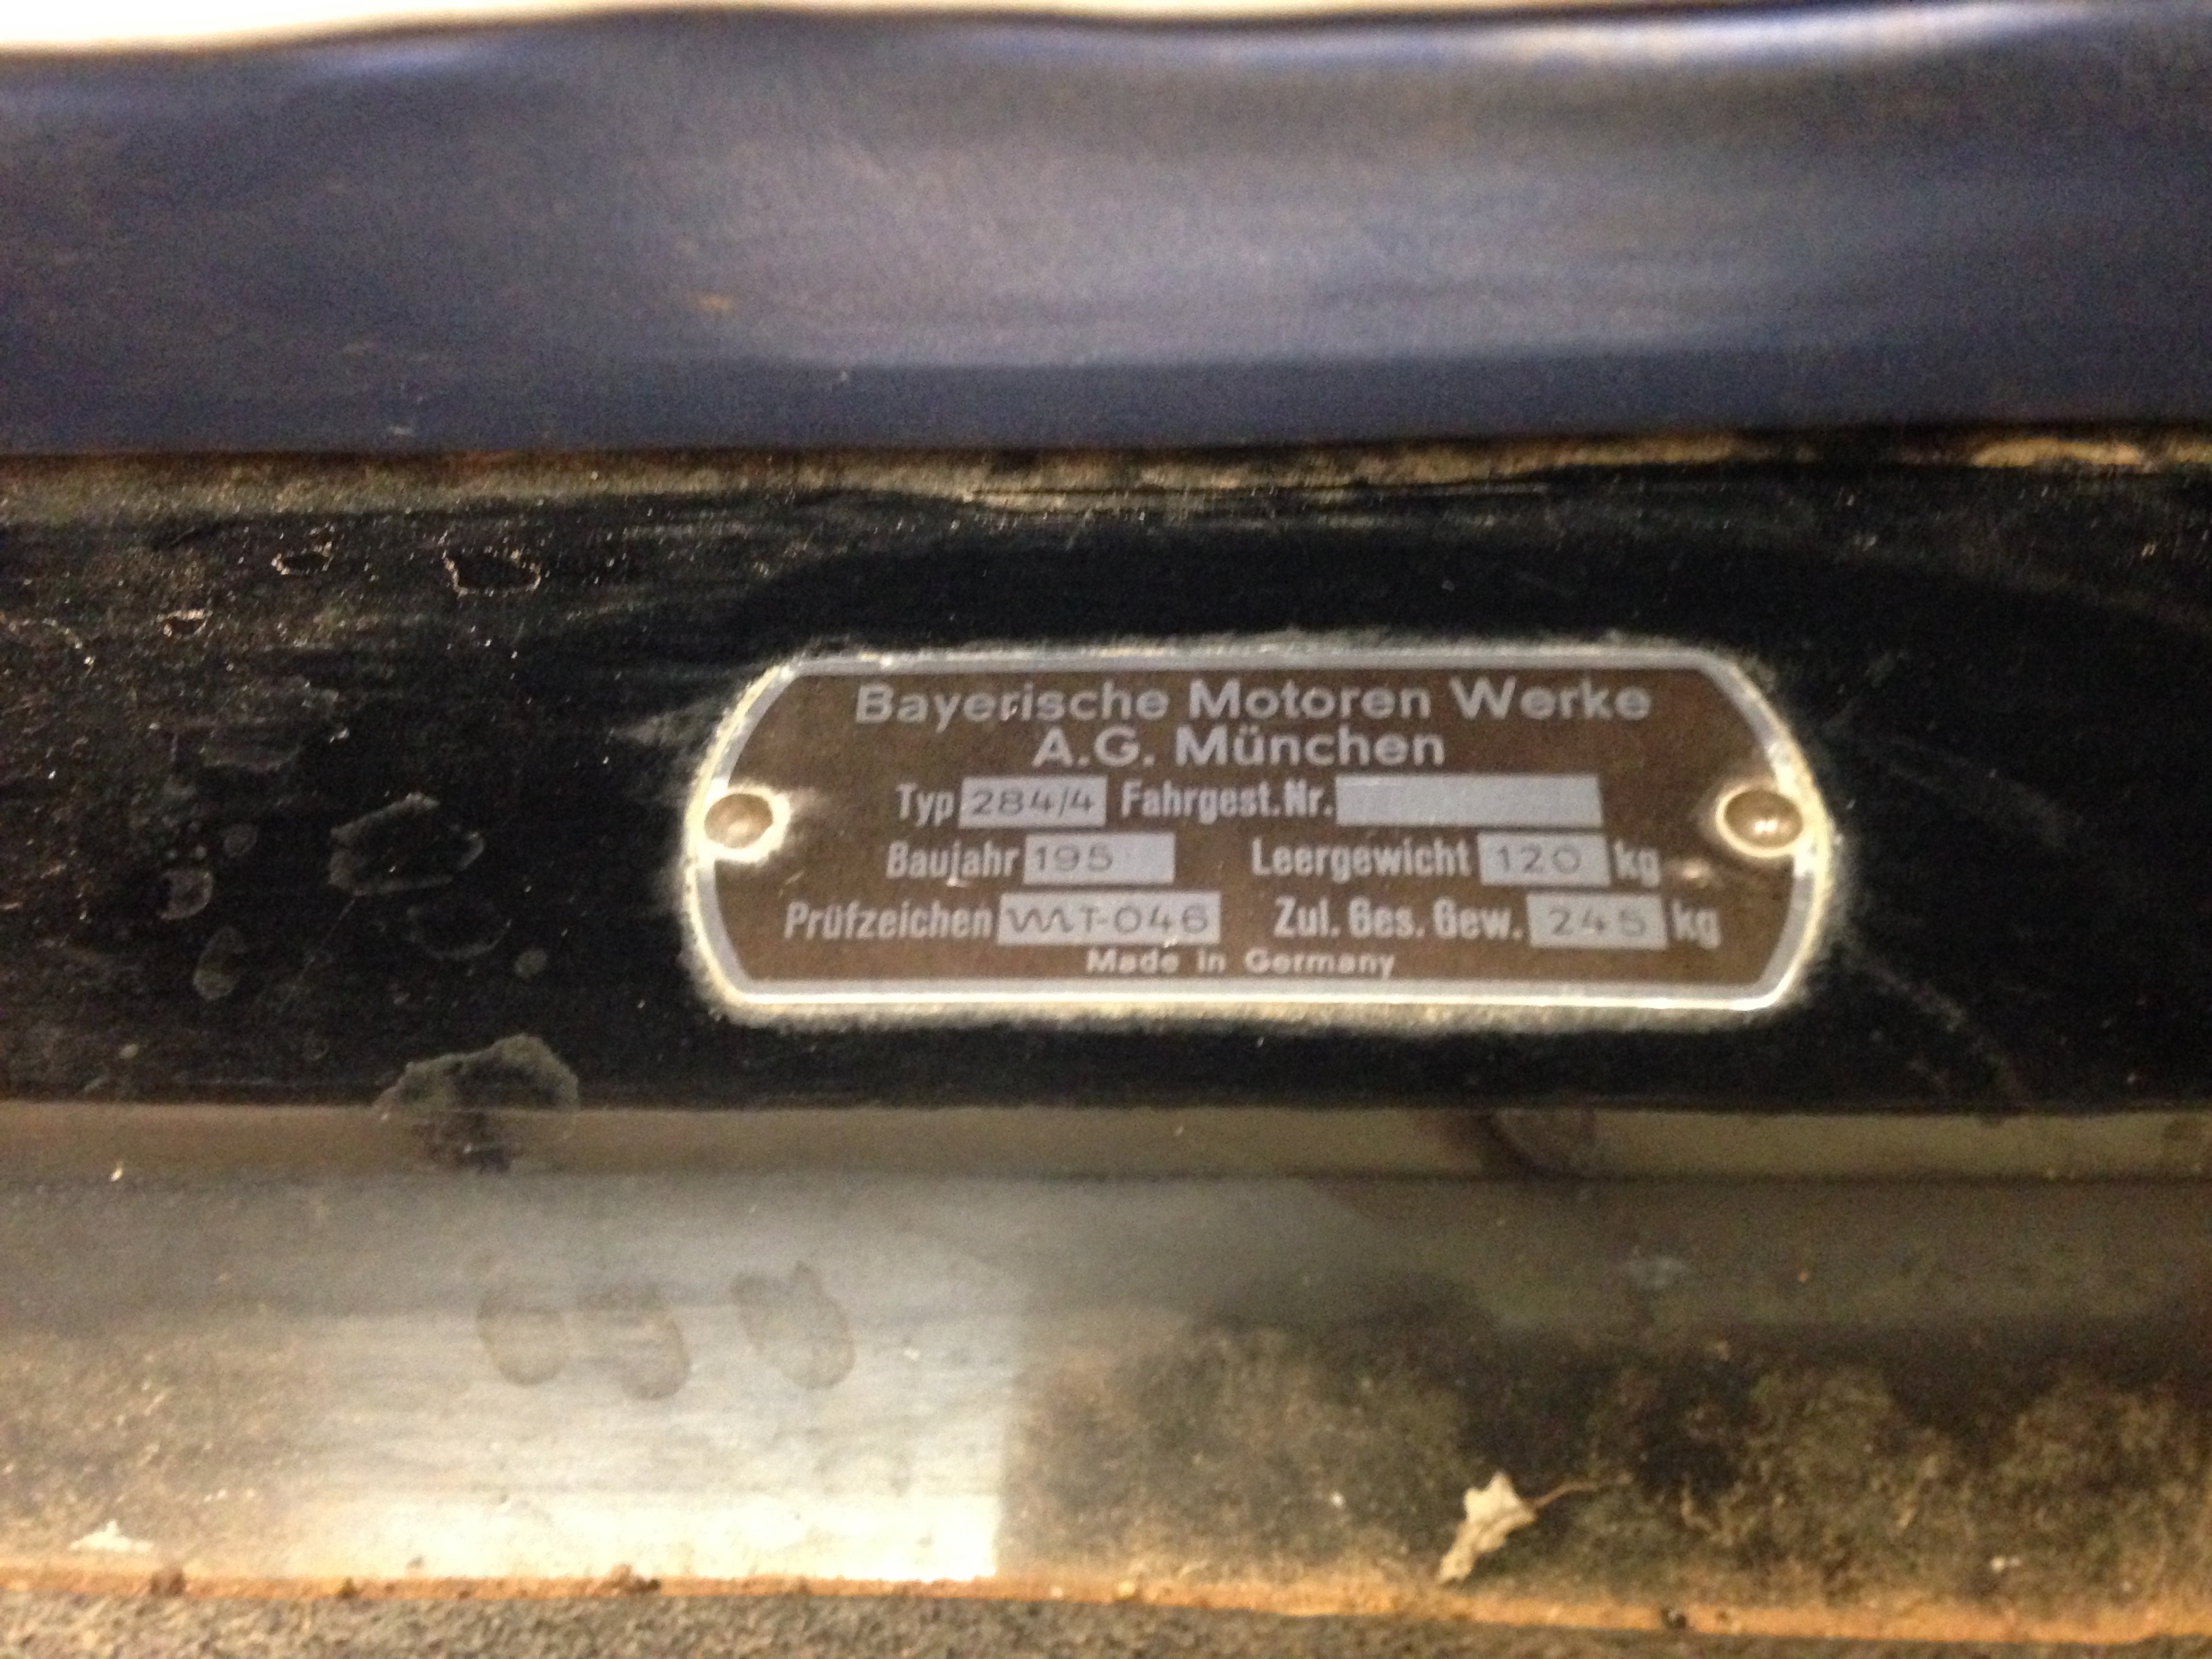 Bayerische Motoren Werke
A.G. München
Typ 284/4 Fahrgest.Nr.
Baujahr 195 Leergewicht 120 kg
Prüfzeichen WMT-046 Zul. Ges. Gew. 245 kg
Made in Germany